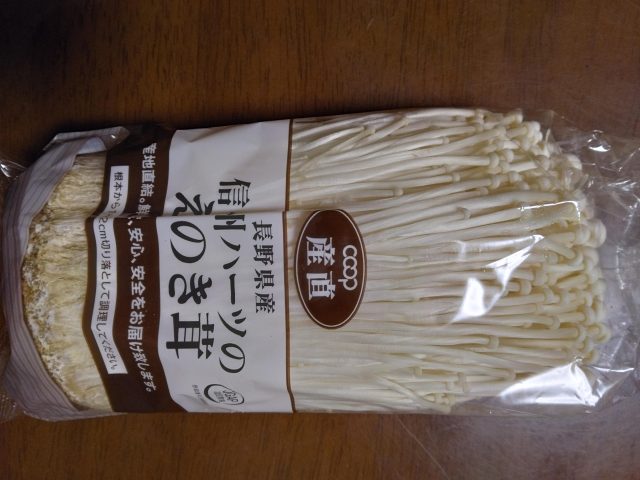 coop
産直
長野県産
信州ハーツの
えのき茸
産地直結。
安心、安全をお届け致します。
根本から
2cm切り落として調理してください